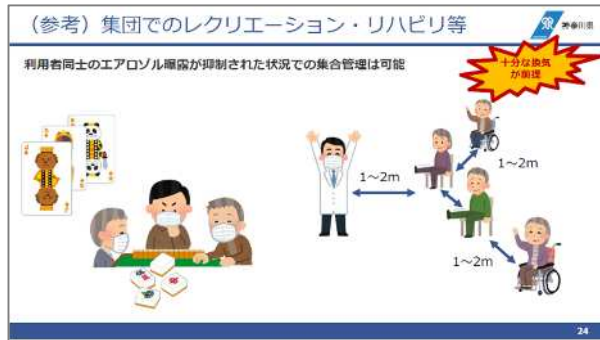 （参考）集団でのレクリエーション・リハビリ等
神奈川県
利用者同士のエアロゾル曝露が抑制された状況での集合管理は可能
十分な換気
が前提
1～2m
1～2m
1～2m
24